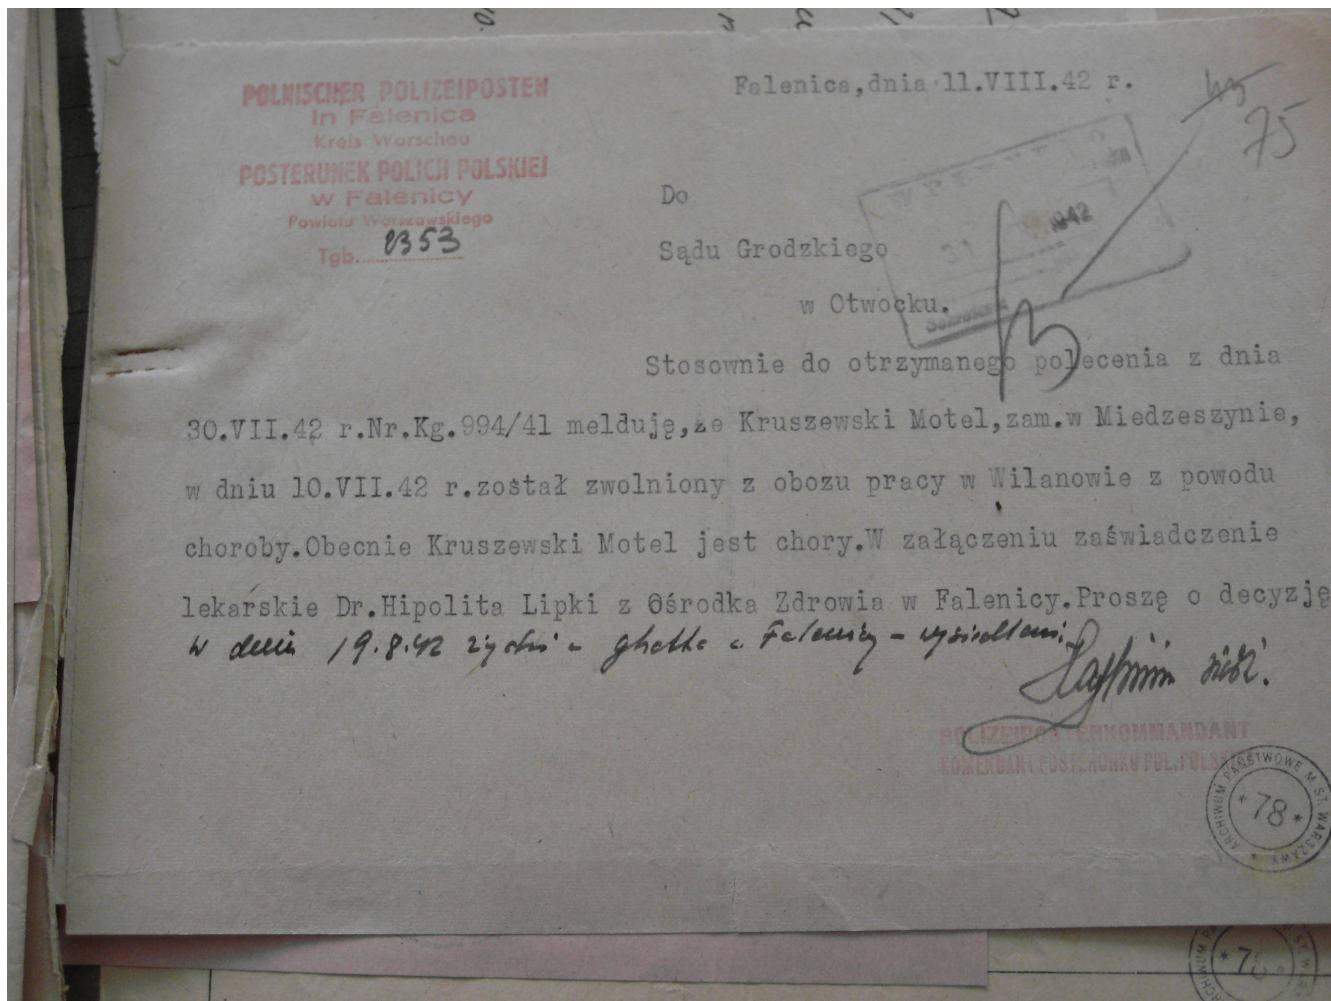 POLNISCHER POLIZEIPOSTEN
in Falenica
Kreis Warschau
POSTERUNEK POLICJI POLSKIEJ
w Falenicy
Powiatu Warszawskiego
Tgb. 2353
Falenica,dnia 11.VIII.42 r.
45
75
31 1942
Sekretariat
Do
Sądu Grodzkiego
w Otwocku.
Stosownie do otrzymanego polecenia z dnia
30.VII.42 r.Nr.Kg.994/41 melduję,że Kruszewski Motel,zam.w Miedzeszynie,
w dniu 10.VII.42 r.został zwolniony z obozu pracy w Wilanowie z powodu
choroby.Obecnie Kruszewski Motel jest chory.W załączeniu zaświadczenie
lekarskie Dr.Hipolita Lipki z Ośrodka Zdrowia w Falenicy.Proszę o decyzję
w dniu 19.8.42 żydzi z ghetta w Falenicy – wysiedleni.
POLIZEIPOSTENKOMMANDANT
KOMENDANT POSTERUNKU POL. POLSKIEJ
ARCHIWUM PAŃSTWOWE M. ST. WARSZAWY
* 78 *